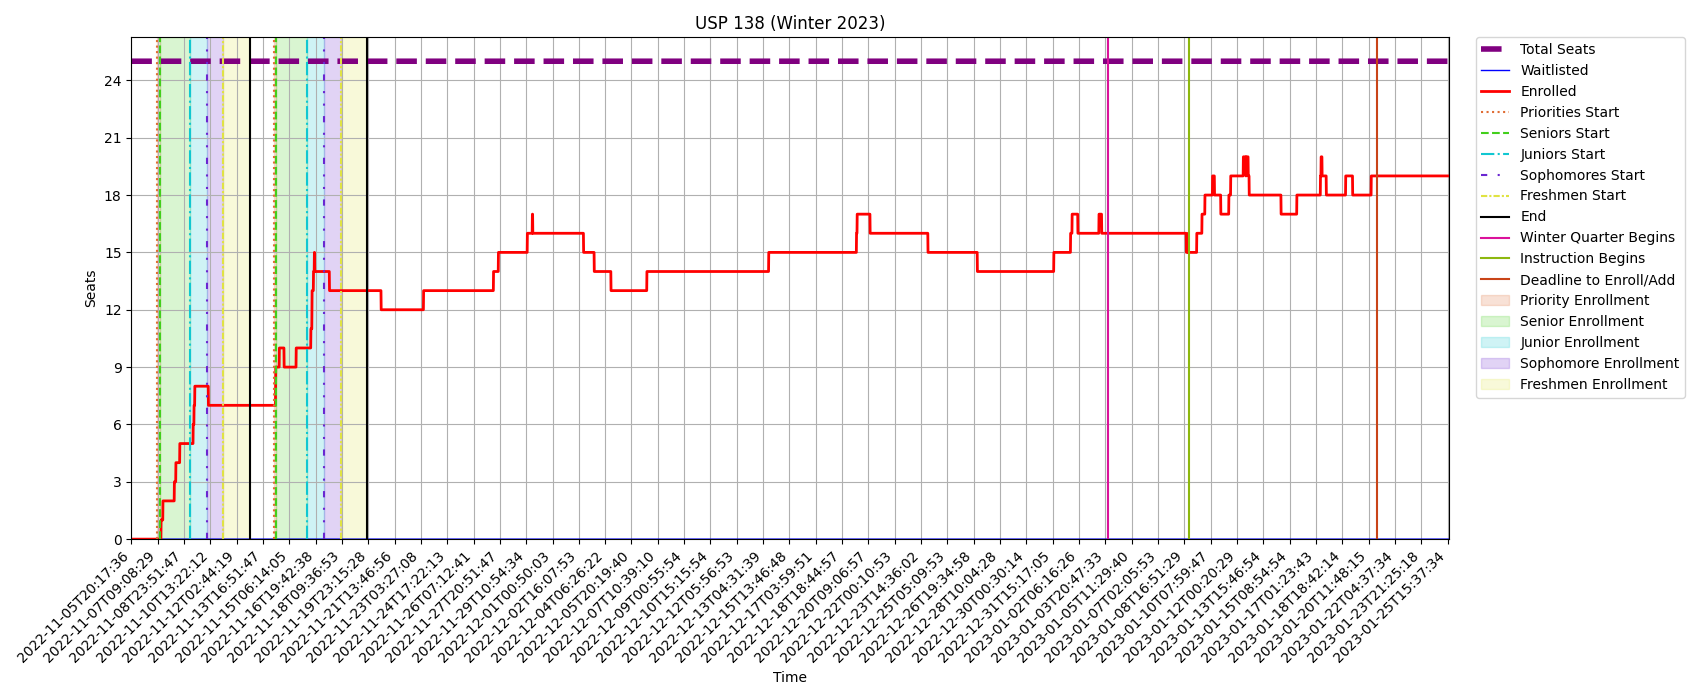 USP 138 (Winter 2023)
Total Seats
Waitlisted
Enrolled
Priorities Start
Seniors Start
Juniors Start
Sophomores Start
Freshmen Start
End
Winter Quarter Begins
Instruction Begins
Deadline to Enroll/Add
Priority Enrollment
Senior Enrollment
Junior Enrollment
Sophomore Enrollment
Freshmen Enrollment
Seats
24
21
18
15
12
9
6
3
0
2022-11-05T20:17:36
2022-11-07T09:08:29
2022-11-08T23:51:47
2022-11-10T13:22:12
2022-11-12T02:44:19
2022-11-13T16:51:47
2022-11-15T06:14:05
2022-11-16T19:42:38
2022-11-18T09:36:53
2022-11-19T23:15:28
2022-11-21T13:46:56
2022-11-23T03:27:08
2022-11-24T17:22:13
2022-11-26T07:12:41
2022-11-27T20:51:47
2022-11-29T10:54:34
2022-12-01T00:50:03
2022-12-02T16:07:53
2022-12-04T06:26:22
2022-12-05T20:19:40
2022-12-07T10:39:10
2022-12-09T00:55:54
2022-12-10T15:15:54
2022-12-12T05:56:53
2022-12-13T04:31:39
2022-12-15T13:46:48
2022-12-17T03:59:51
2022-12-18T18:44:57
2022-12-20T09:06:57
2022-12-22T00:10:53
2022-12-23T14:36:02
2022-12-25T05:09:53
2022-12-26T19:34:58
2022-12-28T10:04:28
2022-12-30T00:30:14
2022-12-31T15:17:05
2023-01-02T06:16:26
2023-01-03T20:47:33
2023-01-05T11:29:40
2023-01-07T02:05:53
2023-01-08T16:51:29
2023-01-10T07:59:47
2023-01-12T00:20:29
2023-01-13T15:46:54
2023-01-15T08:54:54
2023-01-17T01:23:43
2023-01-18T18:42:14
2023-01-20T11:48:15
2023-01-22T04:37:34
2023-01-23T21:25:18
2023-01-25T15:37:34
Time